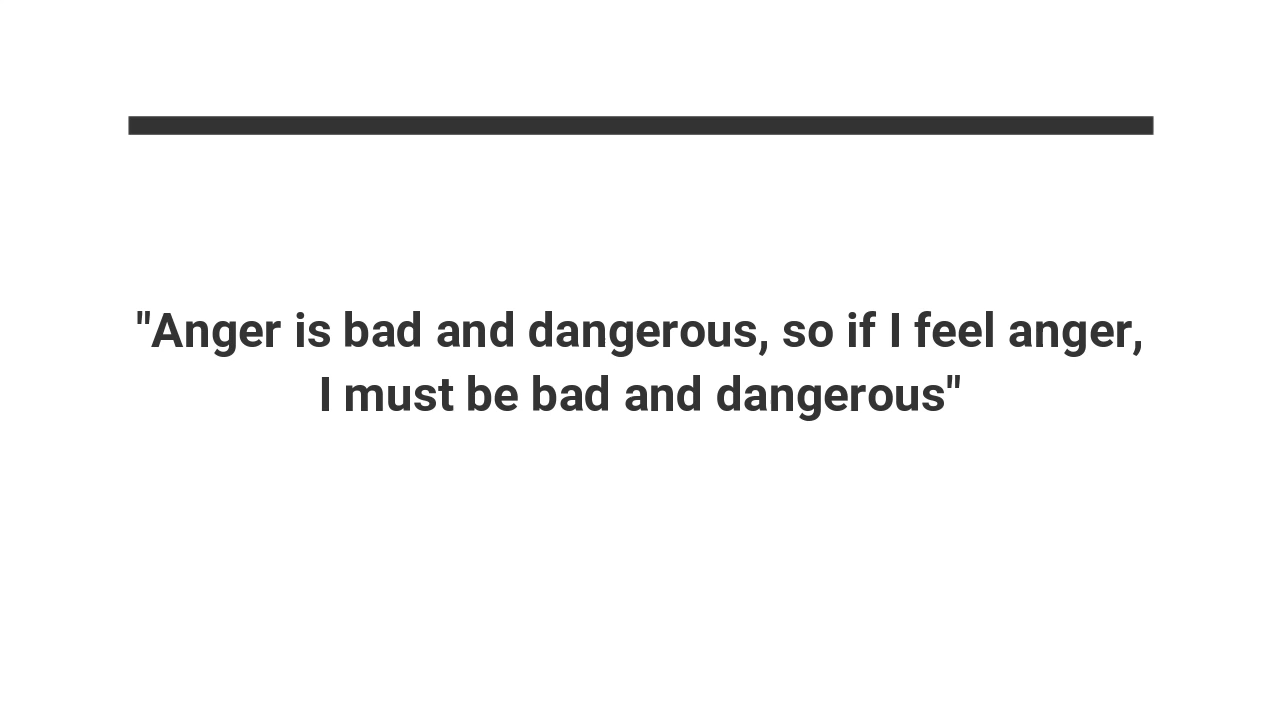 "Anger is bad and dangerous, so if I feel anger,
I must be bad and dangerous"